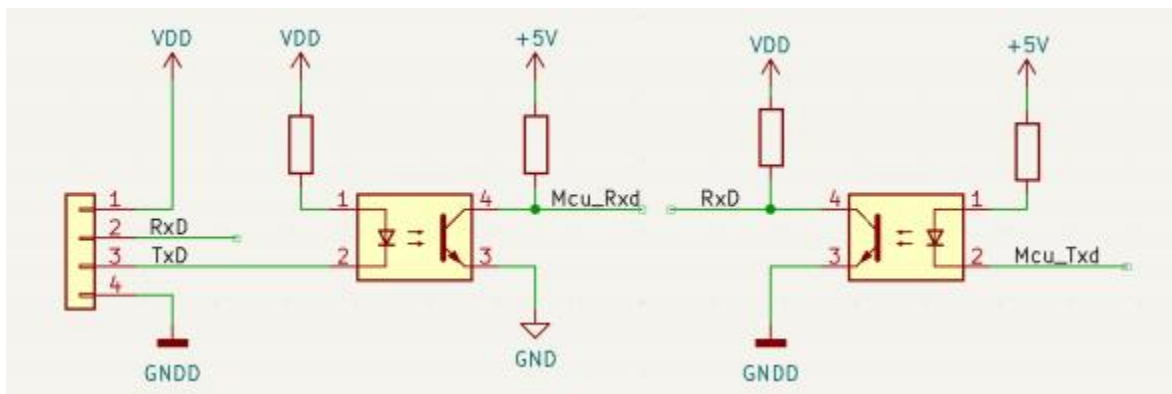 VDD
VDD
+5V
VDD
+5V
1
2
3
4
RxD
TxD
1
2
4
3
Mcu_Rxd
RxD
4
3
1
2
Mcu_Txd
GNDD
GND
GNDD